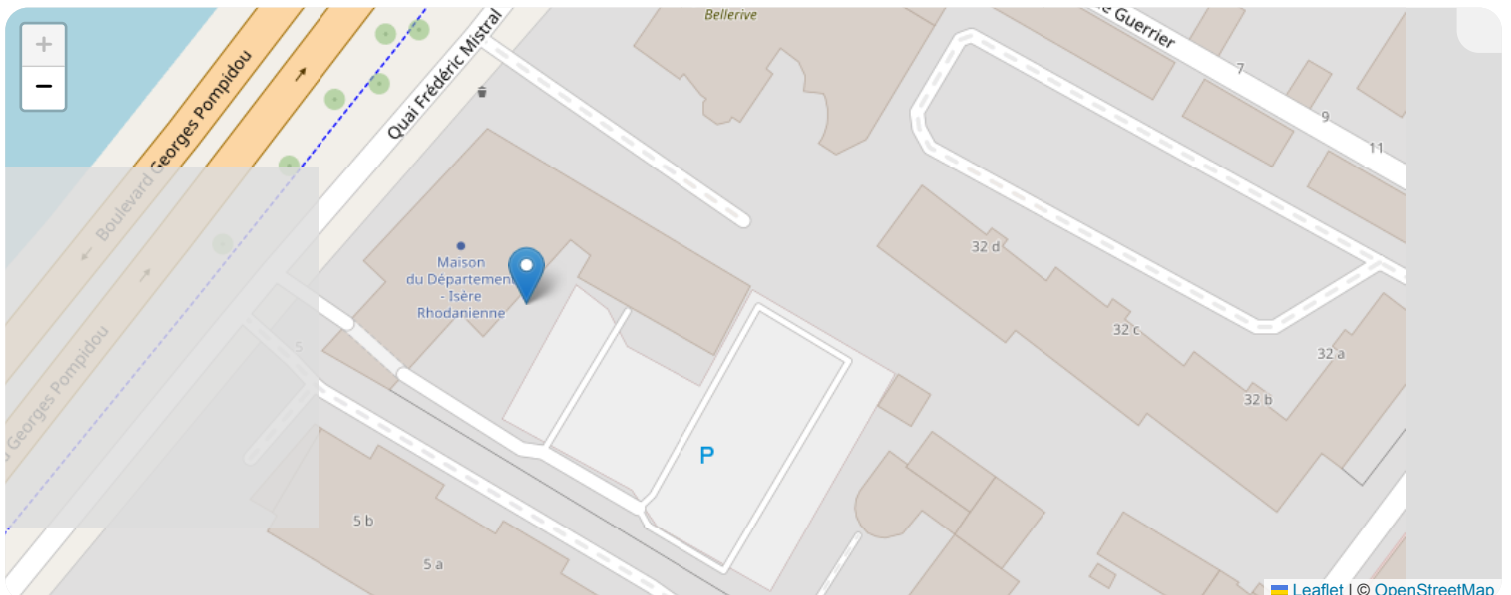 +
−
Bellerive
Guerrier
7
9
11
Boulevard Georges Pompidou
Quai Frédéric Mistral
Maison
du Département
- Isère
Rhodanienne
32 d
32 c
32 a
32 b
5
Georges Pompidou
P
5 b
5 a
Leaflet | © OpenStreetMap